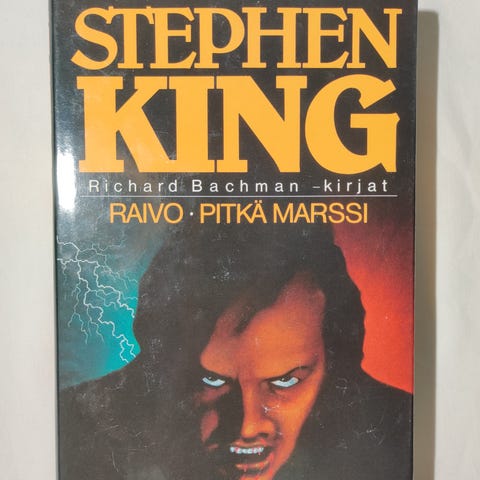 STEPHEN
KING
Richard Bachman –kirjat
RAIVO · PITKÄ MARSSI